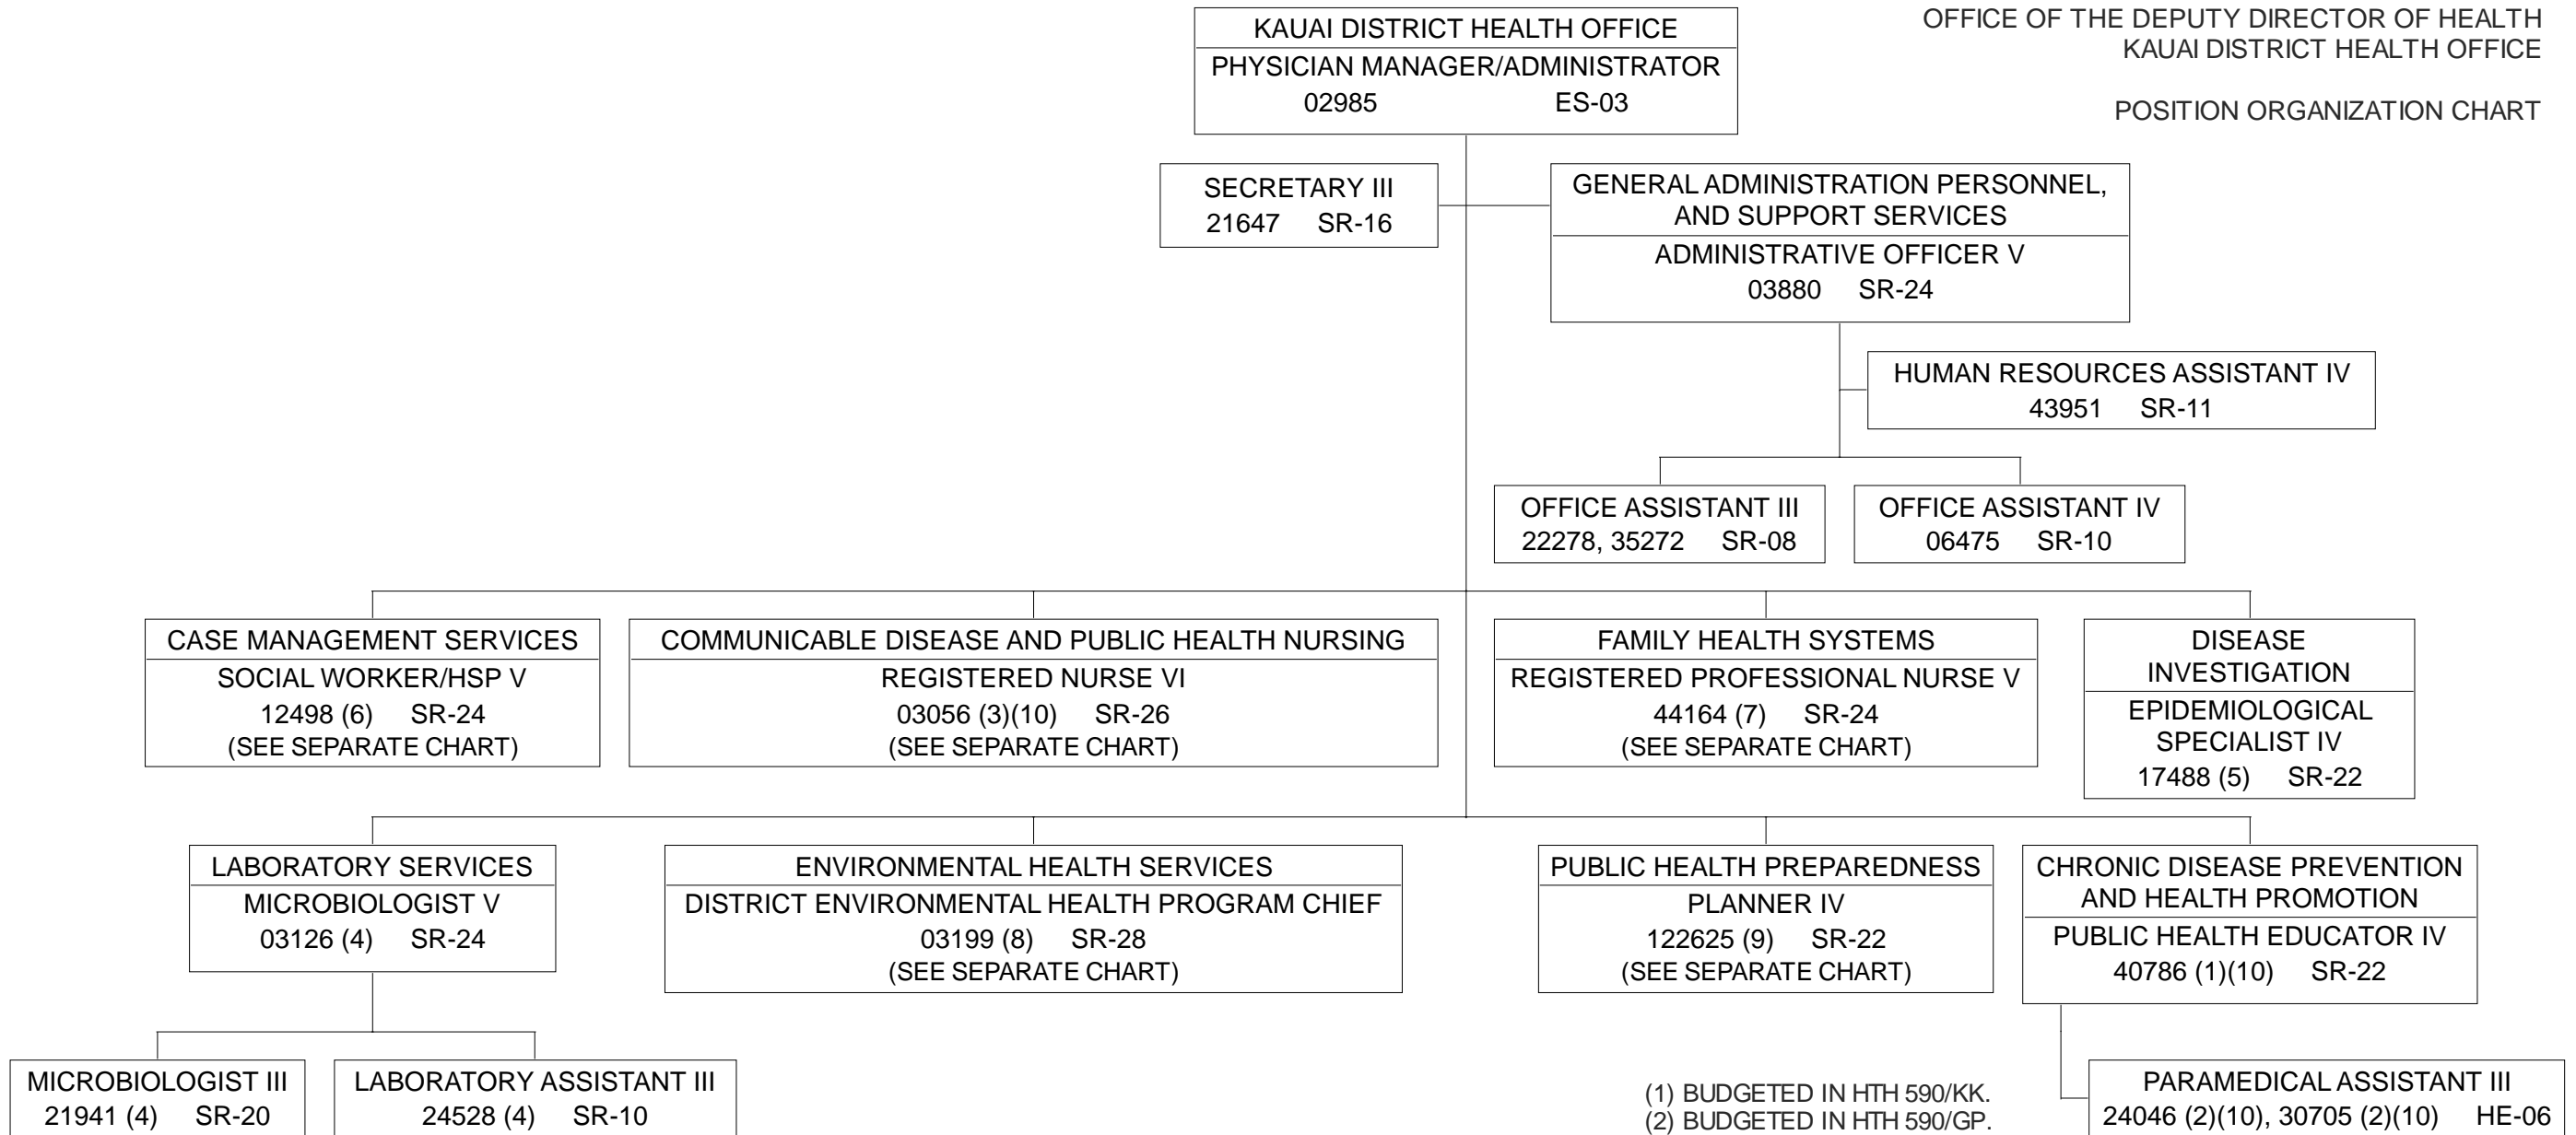 OFFICE OF THE DEPUTY DIRECTOR OF HEALTH
KAUAI DISTRICT HEALTH OFFICE
POSITION ORGANIZATION CHART
KAUAI DISTRICT HEALTH OFFICE
PHYSICIAN MANAGER/ADMINISTRATOR
02985 ES-03
SECRETARY III
21647 SR-16
GENERAL ADMINISTRATION PERSONNEL,
AND SUPPORT SERVICES
ADMINISTRATIVE OFFICER V
03880 SR-24
HUMAN RESOURCES ASSISTANT IV
43951 SR-11
OFFICE ASSISTANT III
22278, 35272 SR-08
OFFICE ASSISTANT IV
06475 SR-10
CASE MANAGEMENT SERVICES
SOCIAL WORKER/HSP V
12498 (6) SR-24
(SEE SEPARATE CHART)
COMMUNICABLE DISEASE AND PUBLIC HEALTH NURSING
REGISTERED NURSE VI
03056 (3)(10) SR-26
(SEE SEPARATE CHART)
FAMILY HEALTH SYSTEMS
REGISTERED PROFESSIONAL NURSE V
44164 (7) SR-24
(SEE SEPARATE CHART)
DISEASE
INVESTIGATION
EPIDEMIOLOGICAL
SPECIALIST IV
17488 (5) SR-22
LABORATORY SERVICES
MICROBIOLOGIST V
03126 (4) SR-24
ENVIRONMENTAL HEALTH SERVICES
DISTRICT ENVIRONMENTAL HEALTH PROGRAM CHIEF
03199 (8) SR-28
(SEE SEPARATE CHART)
PUBLIC HEALTH PREPAREDNESS
PLANNER IV
122625 (9) SR-22
(SEE SEPARATE CHART)
CHRONIC DISEASE PREVENTION
AND HEALTH PROMOTION
PUBLIC HEALTH EDUCATOR IV
40786 (1)(10) SR-22
MICROBIOLOGIST III
21941 (4) SR-20
LABORATORY ASSISTANT III
24528 (4) SR-10
(1) BUDGETED IN HTH 590/KK.
(2) BUDGETED IN HTH 590/GP.
PARAMEDICAL ASSISTANT III
24046 (2)(10), 30705 (2)(10) HE-06